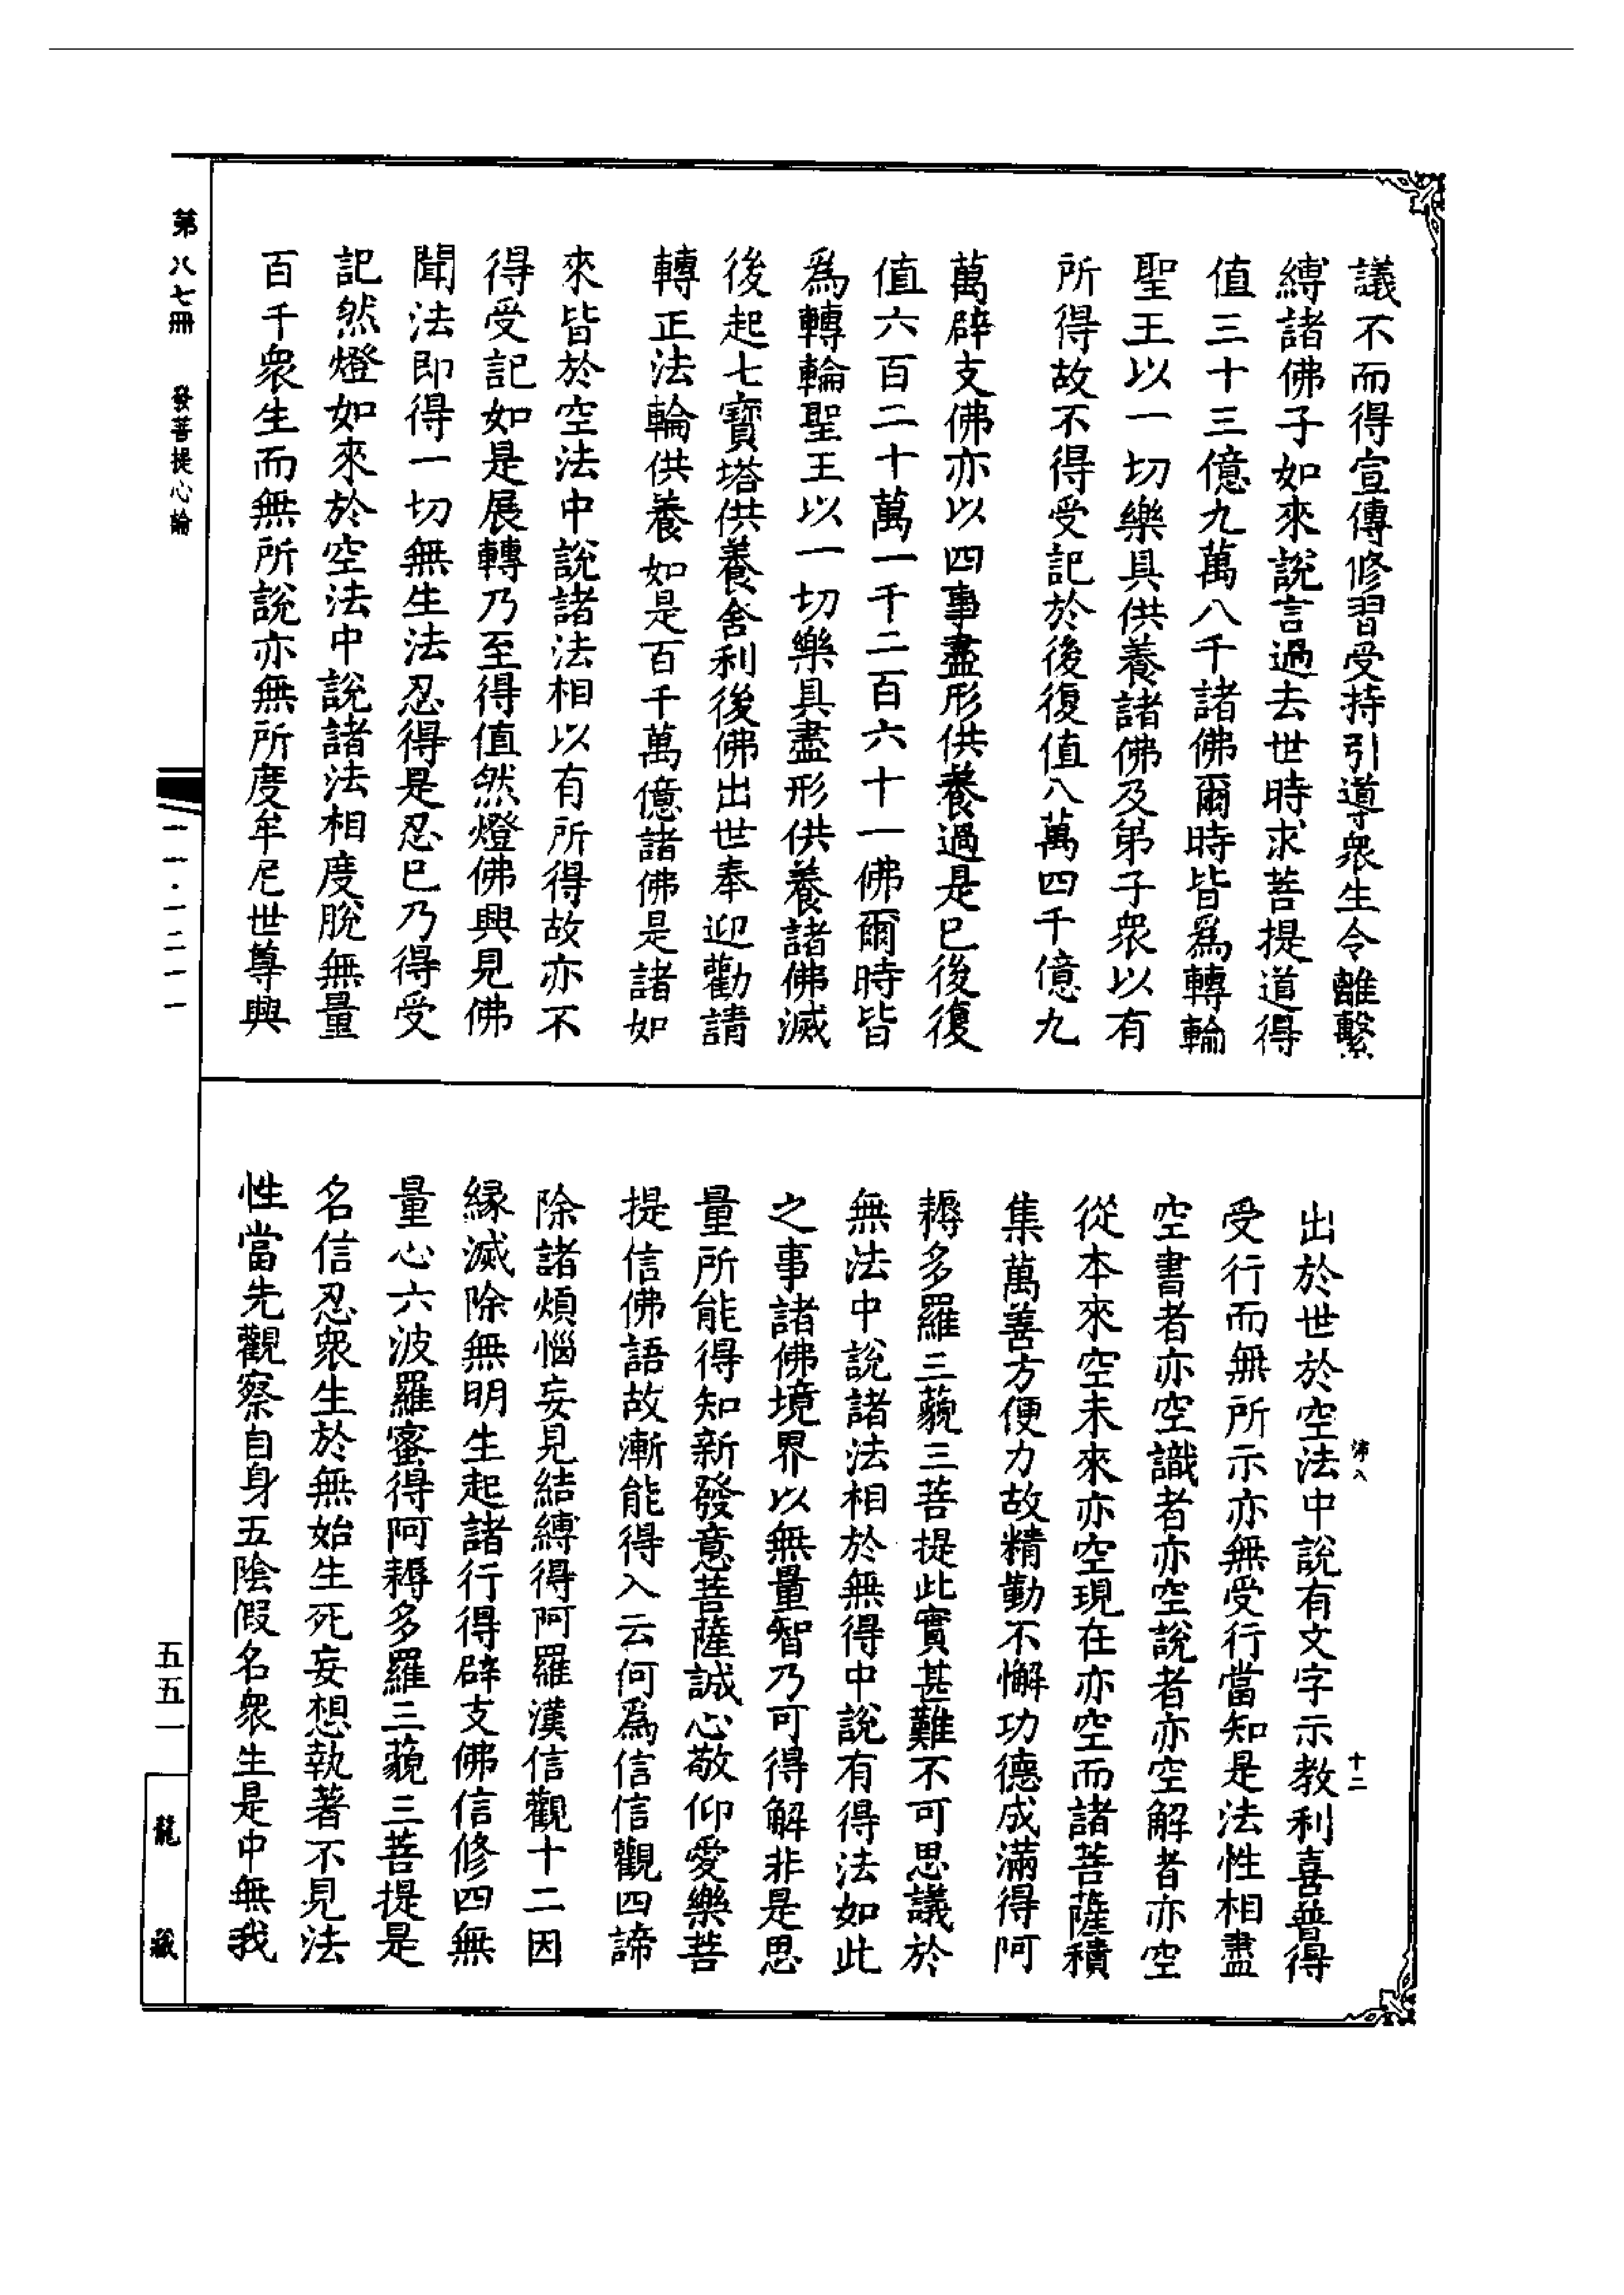 議不而得宣傳修習受持引導衆生令離繫
縛諸佛子如來說言過去世時求菩提道得
值三十三億九萬八千諸佛爾時皆爲轉輪
聖王以一切樂具供養諸佛及弟子衆以有
所得故不得受記於後復值八萬四千億九
萬辟支佛亦以四事盡形供養過是已後復
值六百二十萬一千二百六十一佛爾時皆
爲轉輪聖王以一切樂具盡形供養諸佛滅
後起七寶塔供養舍利後佛出世奉迎勸請
轉正法輪供養如是百千萬億諸佛是諸如
來皆於空法中說諸法相以有所得故亦不
得受記如是展轉乃至得值然燈佛興見佛
聞法即得一切無生法忍得是忍已乃得受
記然燈如來於空法中說諸法相度脫無量
百千衆生而無所說亦無所度牟尼世尊興
出於世於空法中說有文字示教利喜普得
受行而無所示亦無受行當知是法性相盡
空書者亦空識者亦空說者亦空解者亦空
從本來空未來亦空現在亦空而諸菩薩積
集萬善方便力故精勤不懈功德成滿得阿
耨多羅三藐三菩提此實甚難不可思議於
無法中說諸法相於無得中說有得法如此
之事諸佛境界以無量智乃可得解非是思
量所能得知新發意菩薩誠心敬仰愛樂菩
提信佛語故漸能得入云何爲信信觀四諦
除諸煩惱妄見結縛得阿羅漢信觀十二因
緣滅除無明生起諸行得辟支佛信修四無
量心六波羅蜜得阿耨多羅三藐三菩提是
名信忍衆生於無始生死妄想執著不見法
性當先觀察自身五陰假名衆生是中無我
第八七冊 發菩提心論
一一·一二一一
五五一
龍藏
十二